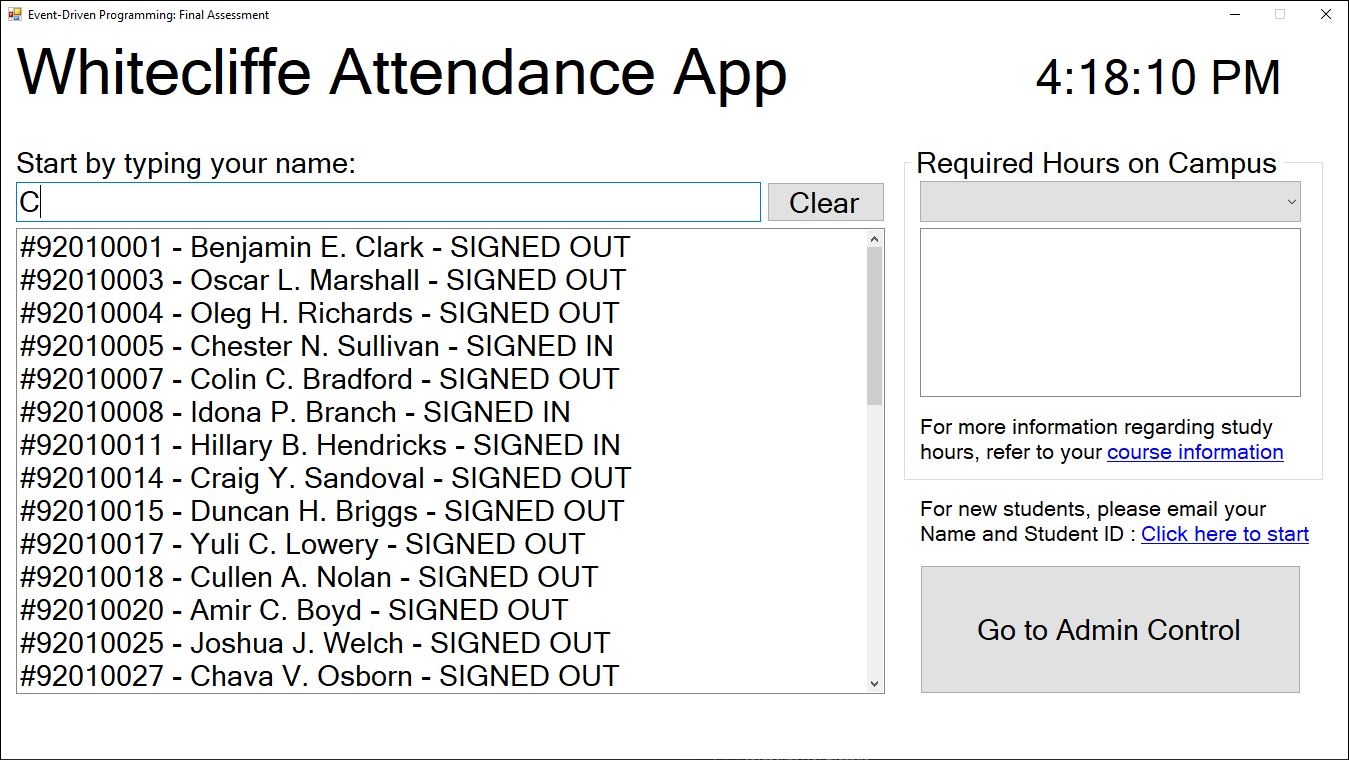 Event-Driven Programming: Final Assessment
Whitecliffe Attendance App
4:18:10 PM
Start by typing your name:
C
Clear
#92010001 - Benjamin E. Clark - SIGNED OUT
#92010003 - Oscar L. Marshall - SIGNED OUT
#92010004 - Oleg H. Richards - SIGNED OUT
#92010005 - Chester N. Sullivan - SIGNED IN
#92010007 - Colin C. Bradford - SIGNED OUT
#92010008 - Idona P. Branch - SIGNED IN
#92010011 - Hillary B. Hendricks - SIGNED IN
#92010014 - Craig Y. Sandoval - SIGNED OUT
#92010015 - Duncan H. Briggs - SIGNED OUT
#92010017 - Yuli C. Lowery - SIGNED OUT
#92010018 - Cullen A. Nolan - SIGNED OUT
#92010020 - Amir C. Boyd - SIGNED OUT
#92010025 - Joshua J. Welch - SIGNED OUT
#92010027 - Chava V. Osborn - SIGNED OUT
Required Hours on Campus
For more information regarding study
hours, refer to your course information
For new students, please email your
Name and Student ID : Click here to start
Go to Admin Control